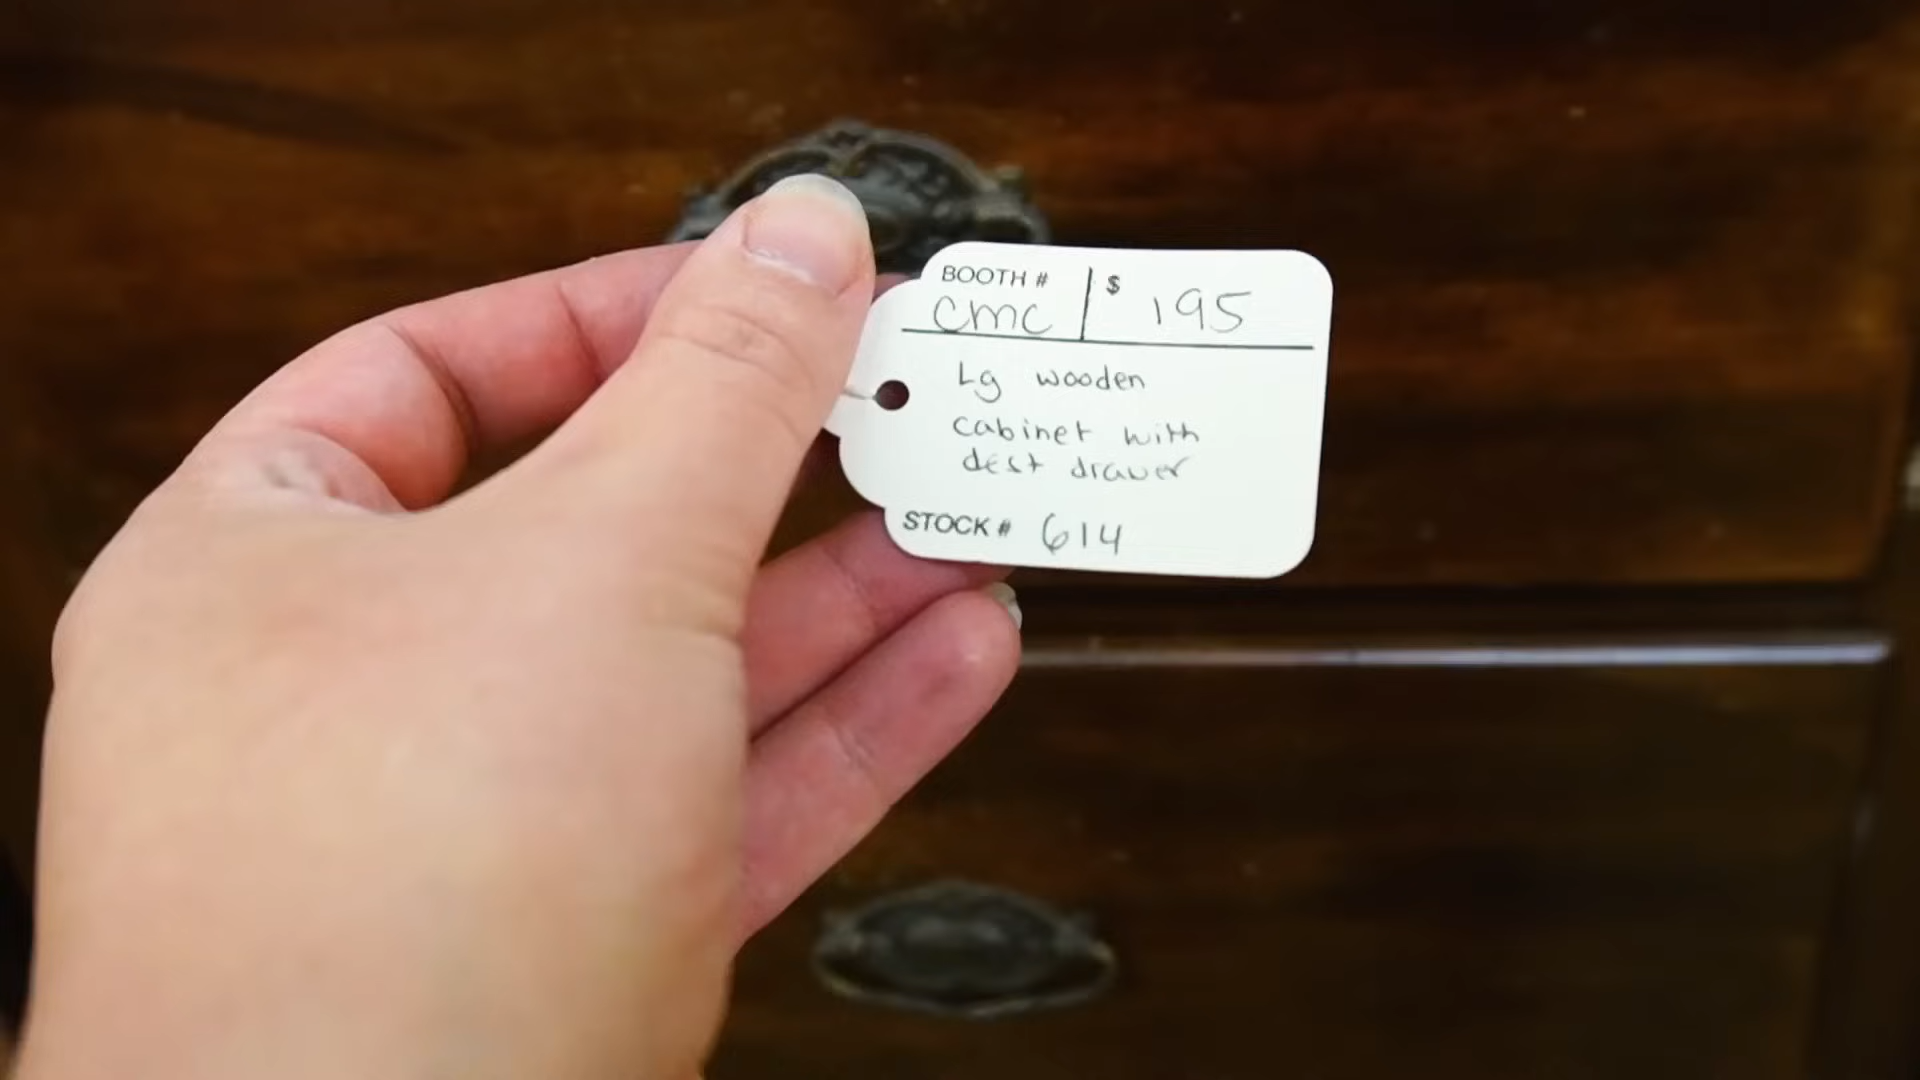 BOOTH # $
cmc 195
Lg wooden
cabinet with
dest drawer
STOCK # 614